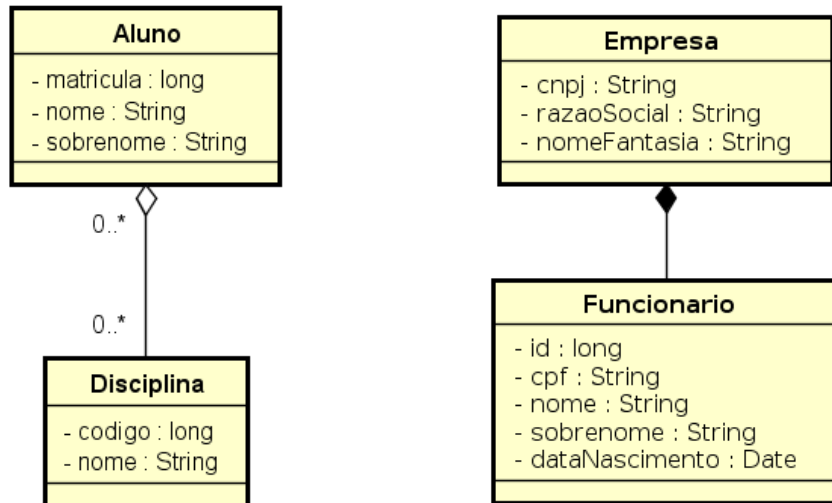 Aluno
- matricula : long
- nome : String
- sobrenome : String
0..*
0..*
Disciplina
- codigo : long
- nome : String
Empresa
- cnpj : String
- razaoSocial : String
- nomeFantasia : String
Funcionario
- id : long
- cpf : String
- nome : String
- sobrenome : String
- dataNascimento : Date